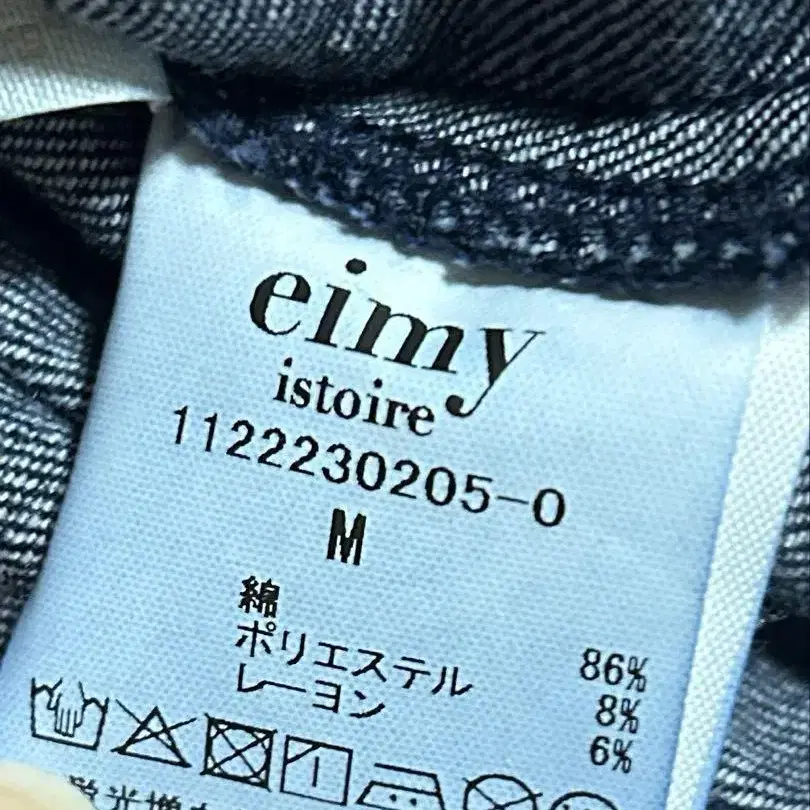 eimy
istoire
1122230205-0
M
綿 86%
ポリエステル 8%
レーヨン 6%